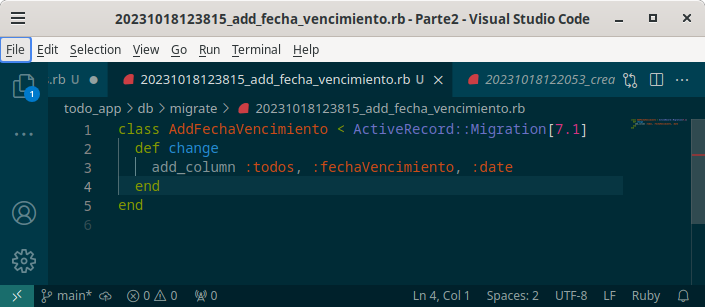 20231018123815_add_fecha_vencimiento.rb - Parte2 - Visual Studio Code
File Edit Selection View Go Run Terminal Help
s.rb U 20231018123815_add_fecha_vencimiento.rb U 20231018122053_crea
1
todo_app > db > migrate > 20231018123815_add_fecha_vencimiento.rb
1 class AddFechaVencimiento < ActiveRecord::Migration[7.1]
2 def change
3 add_column :todos, :fechaVencimiento, :date
4 end
5 end
6
main* 0 0 0 Ln 4, Col 1 Spaces: 2 UTF-8 LF Ruby